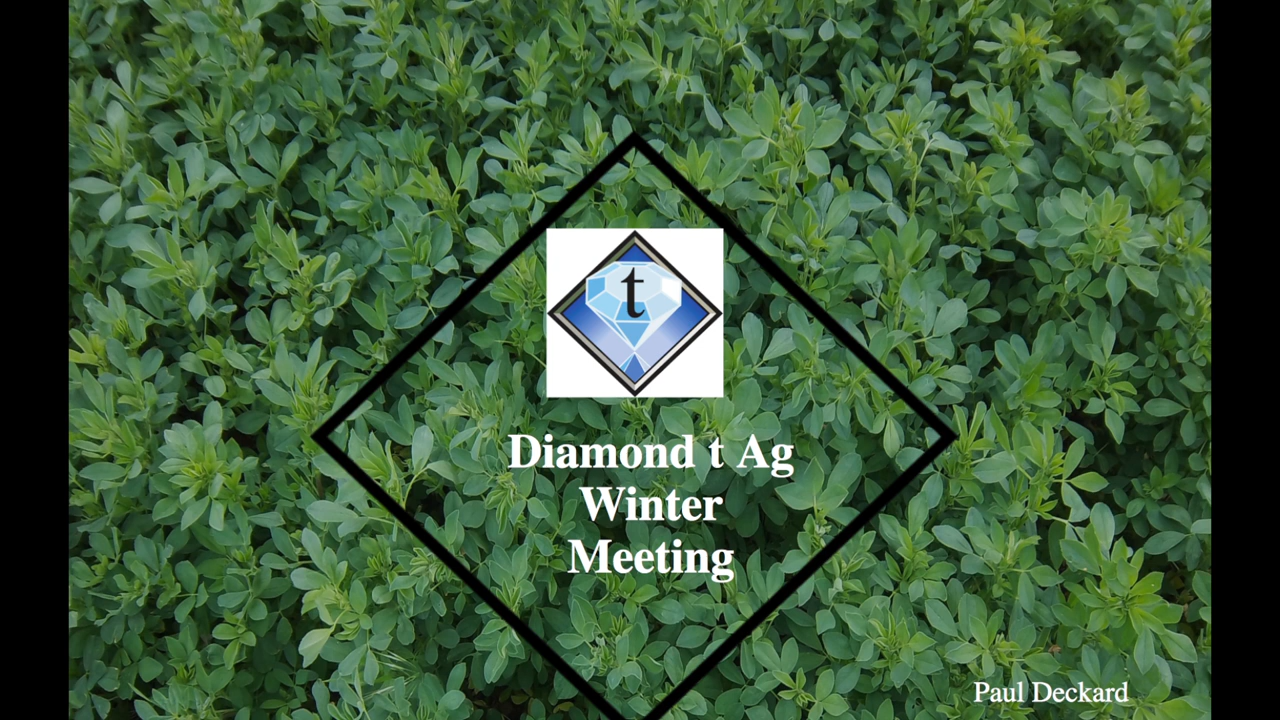 t
Diamond t Ag
Winter
Meeting
Paul Deckard